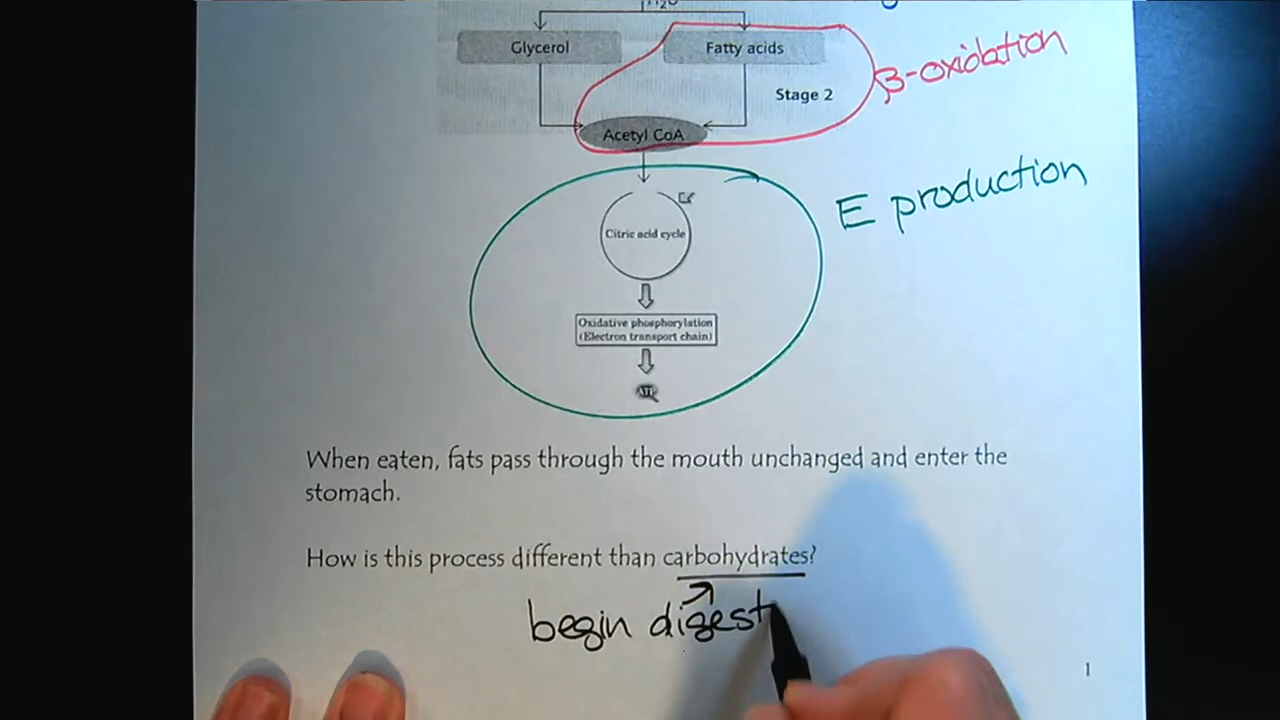 H2O
Glycerol
Fatty acids
β-oxidation
Stage 2
Acetyl CoA
E production
Citric acid cycle
Oxidative phosphorylation
(Electron transport chain)
ATP
When eaten, fats pass through the mouth unchanged and enter the
stomach.
How is this process different than carbohydrates?
begin digest
1